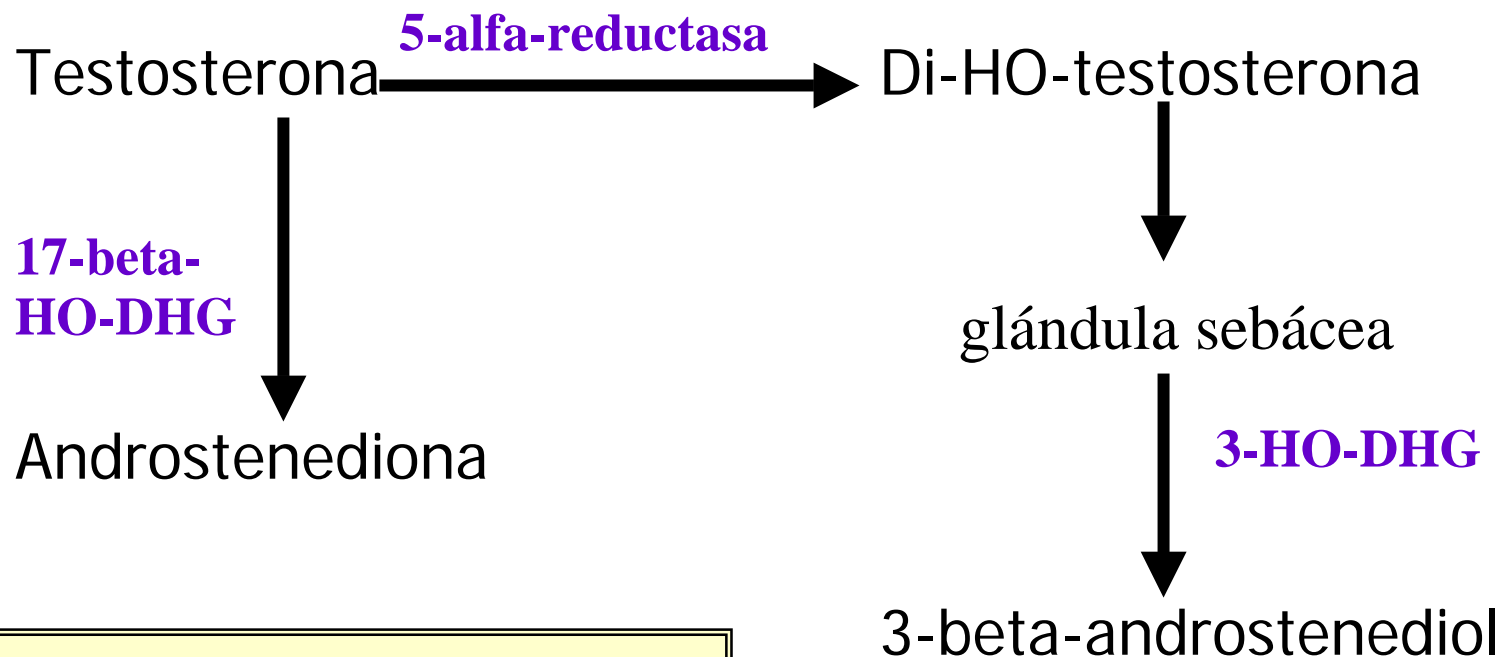 5-alfa-reductasa
Testosterona
Di-HO-testosterona
17-beta-
HO-DHG
glándula sebácea
Androstenediona
3-HO-DHG
3-beta-androstenediol